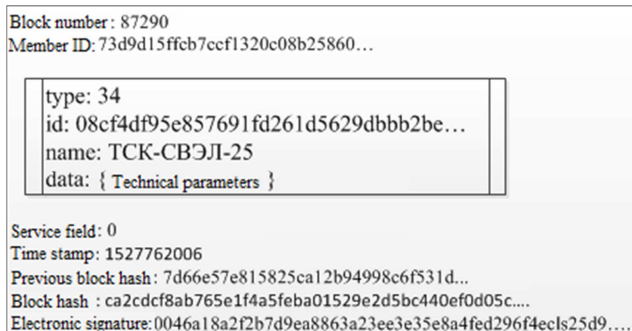 Block number: 87290
Member ID: 73d9d15ffcb7ccf1320c08b25860...
type: 34
id: 08cf4df95e857691fd261d5629dbbb2be...
name: ТСК-СВЭЛ-25
data: { Technical parameters }
Service field: 0
Time stamp: 1527762006
Previous block hash: 7d66e57e815825ca12b94998c6f531d...
Block hash : ca2cdcf8ab765e1f4a5feba01529e2d5bc440ef0d05c....
Electronic signature:0046a18a2f2b7d9ea8863a23ee3e35e8a4fed296f4ecls25d9....